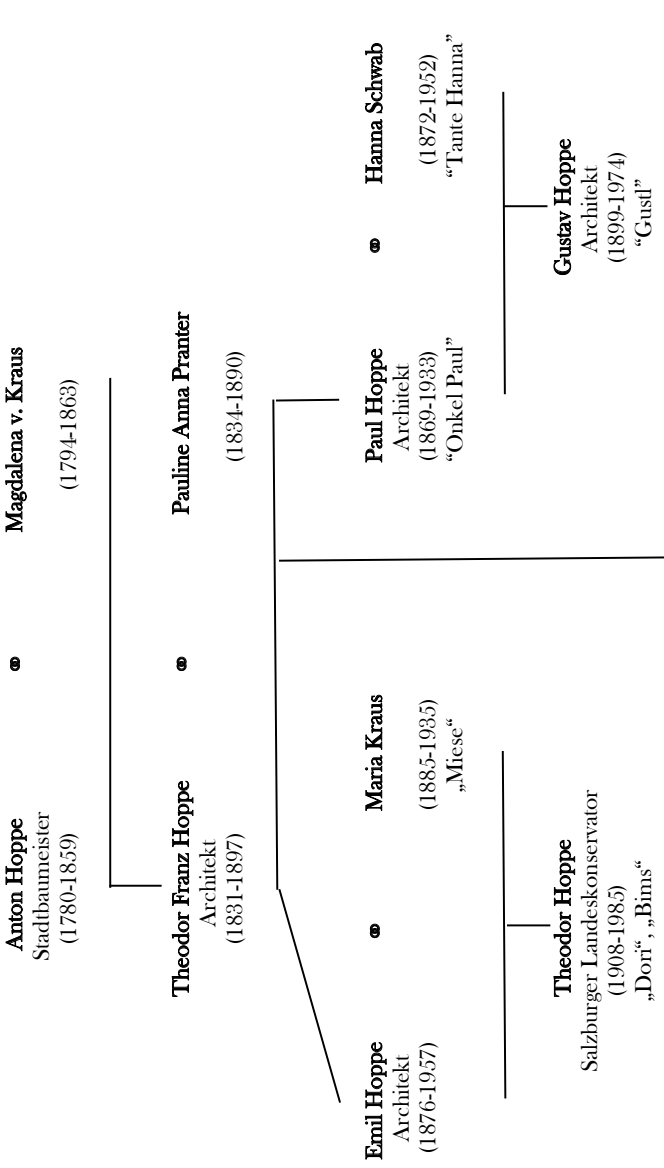 Anton Hoppe
Stadtbaumeister
(1780-1859)
⚭
Magdalena v. Kraus
(1794-1863)
Theodor Franz Hoppe
Architekt
(1831-1897)
⚭
Pauline Anna Pranter
(1834-1890)
Emil Hoppe
Architekt
(1876-1957)
⚭
Maria Kraus
(1885-1935)
„Miese“
Paul Hoppe
Architekt
(1869-1933)
“Onkel Paul”
⚭
Hanna Schwab
(1872-1952)
“Tante Hanna”
Theodor Hoppe
Salzburger Landeskonservator
(1908-1985)
„Dori“, „Bims“
Gustav Hoppe
Architekt
(1899-1974)
“Gustl”